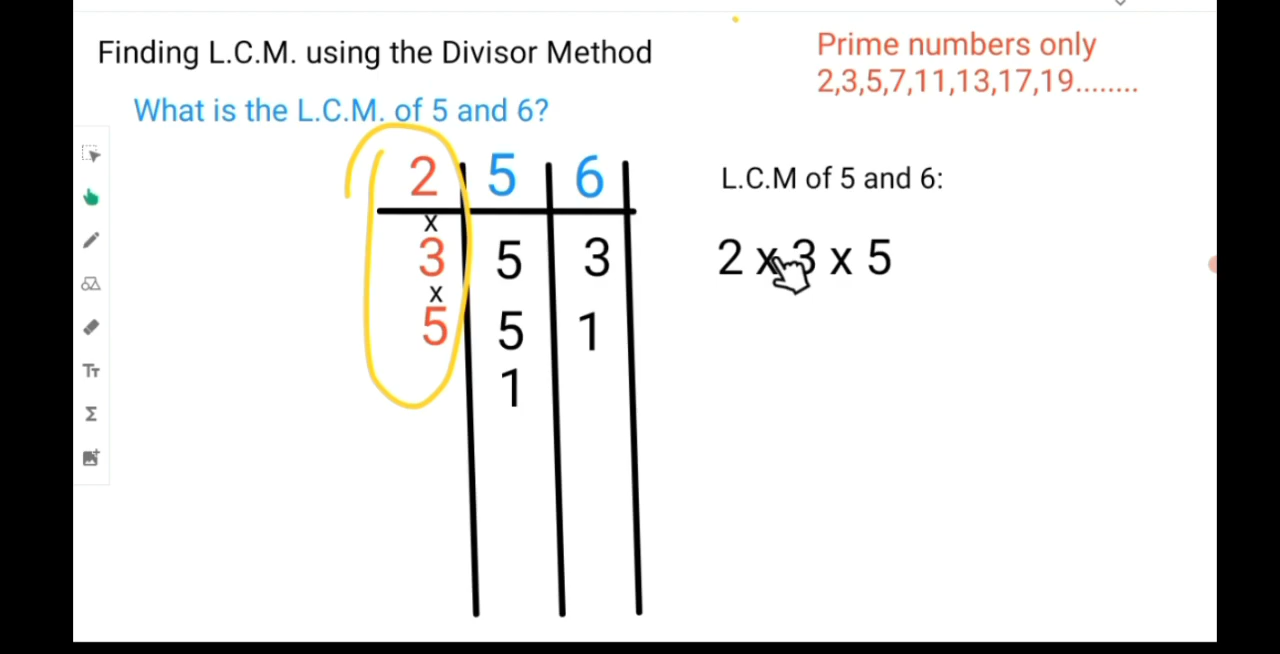 Finding L.C.M. using the Divisor Method
Prime numbers only
2,3,5,7,11,13,17,19........
What is the L.C.M. of 5 and 6?
2 5 6
x
3 5 3
x
5 5 1
1
L.C.M of 5 and 6:
2 x 3 x 5
Tт
Σ